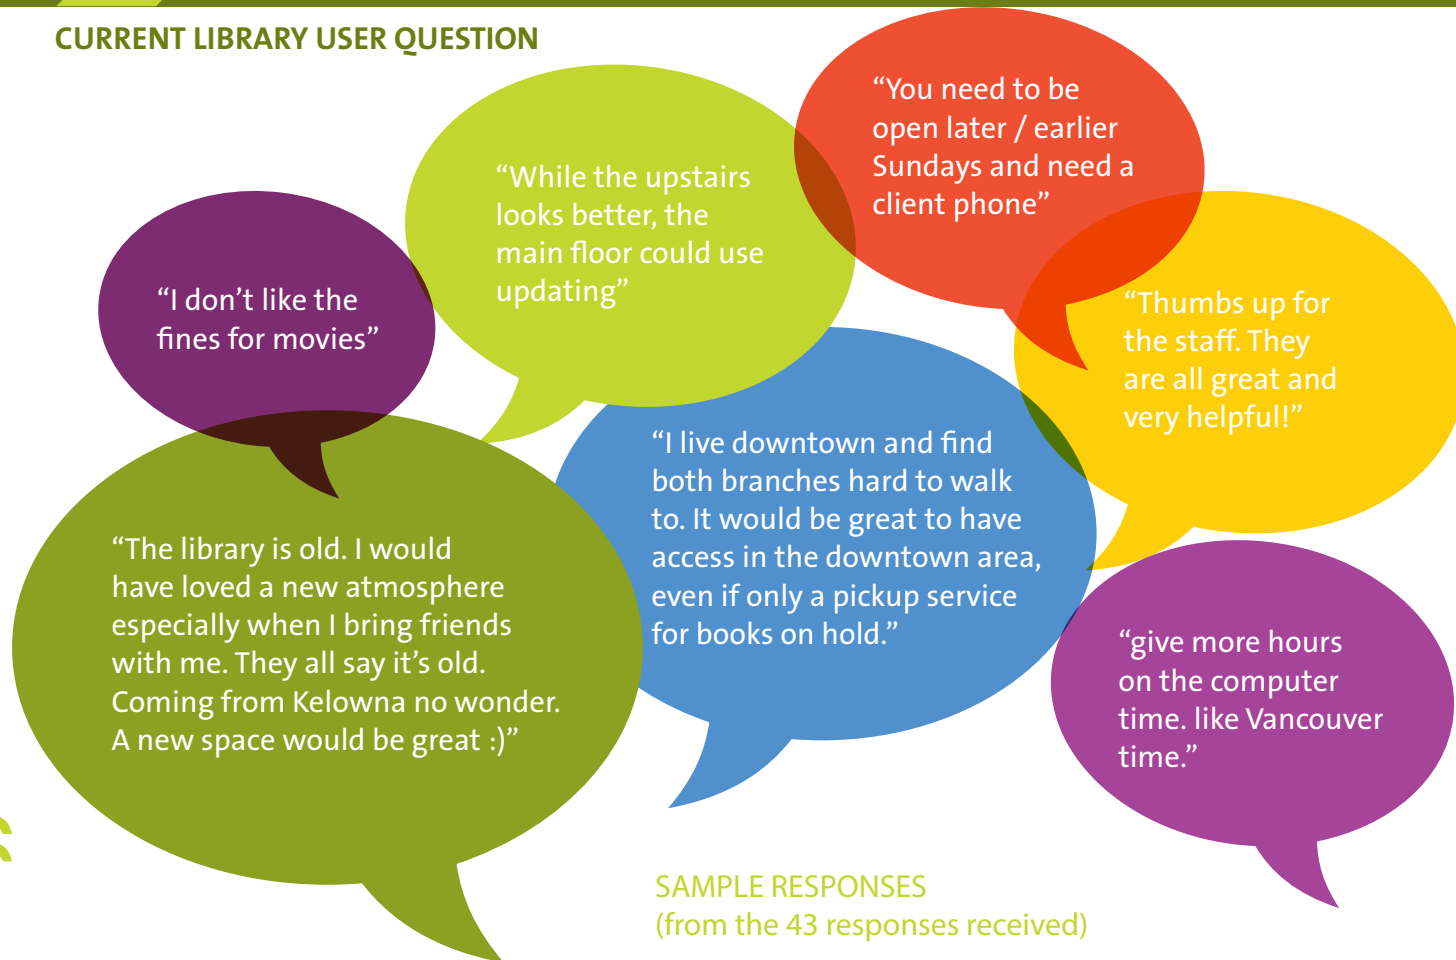 CURRENT LIBRARY USER QUESTION
“I don’t like the
fines for movies”
“While the upstairs
looks better, the
main floor could use
updating”
“You need to be
open later / earlier
Sundays and need a
client phone”
“Thumbs up for
the staff. They
are all great and
very helpful!”
“The library is old. I would
have loved a new atmosphere
especially when I bring friends
with me. They all say it’s old.
Coming from Kelowna no wonder.
A new space would be great :)”
“I live downtown and find
both branches hard to walk
to. It would be great to have
access in the downtown area,
even if only a pickup service
for books on hold.”
“give more hours
on the computer
time. like Vancouver
time.”
SAMPLE RESPONSES
(from the 43 responses received)